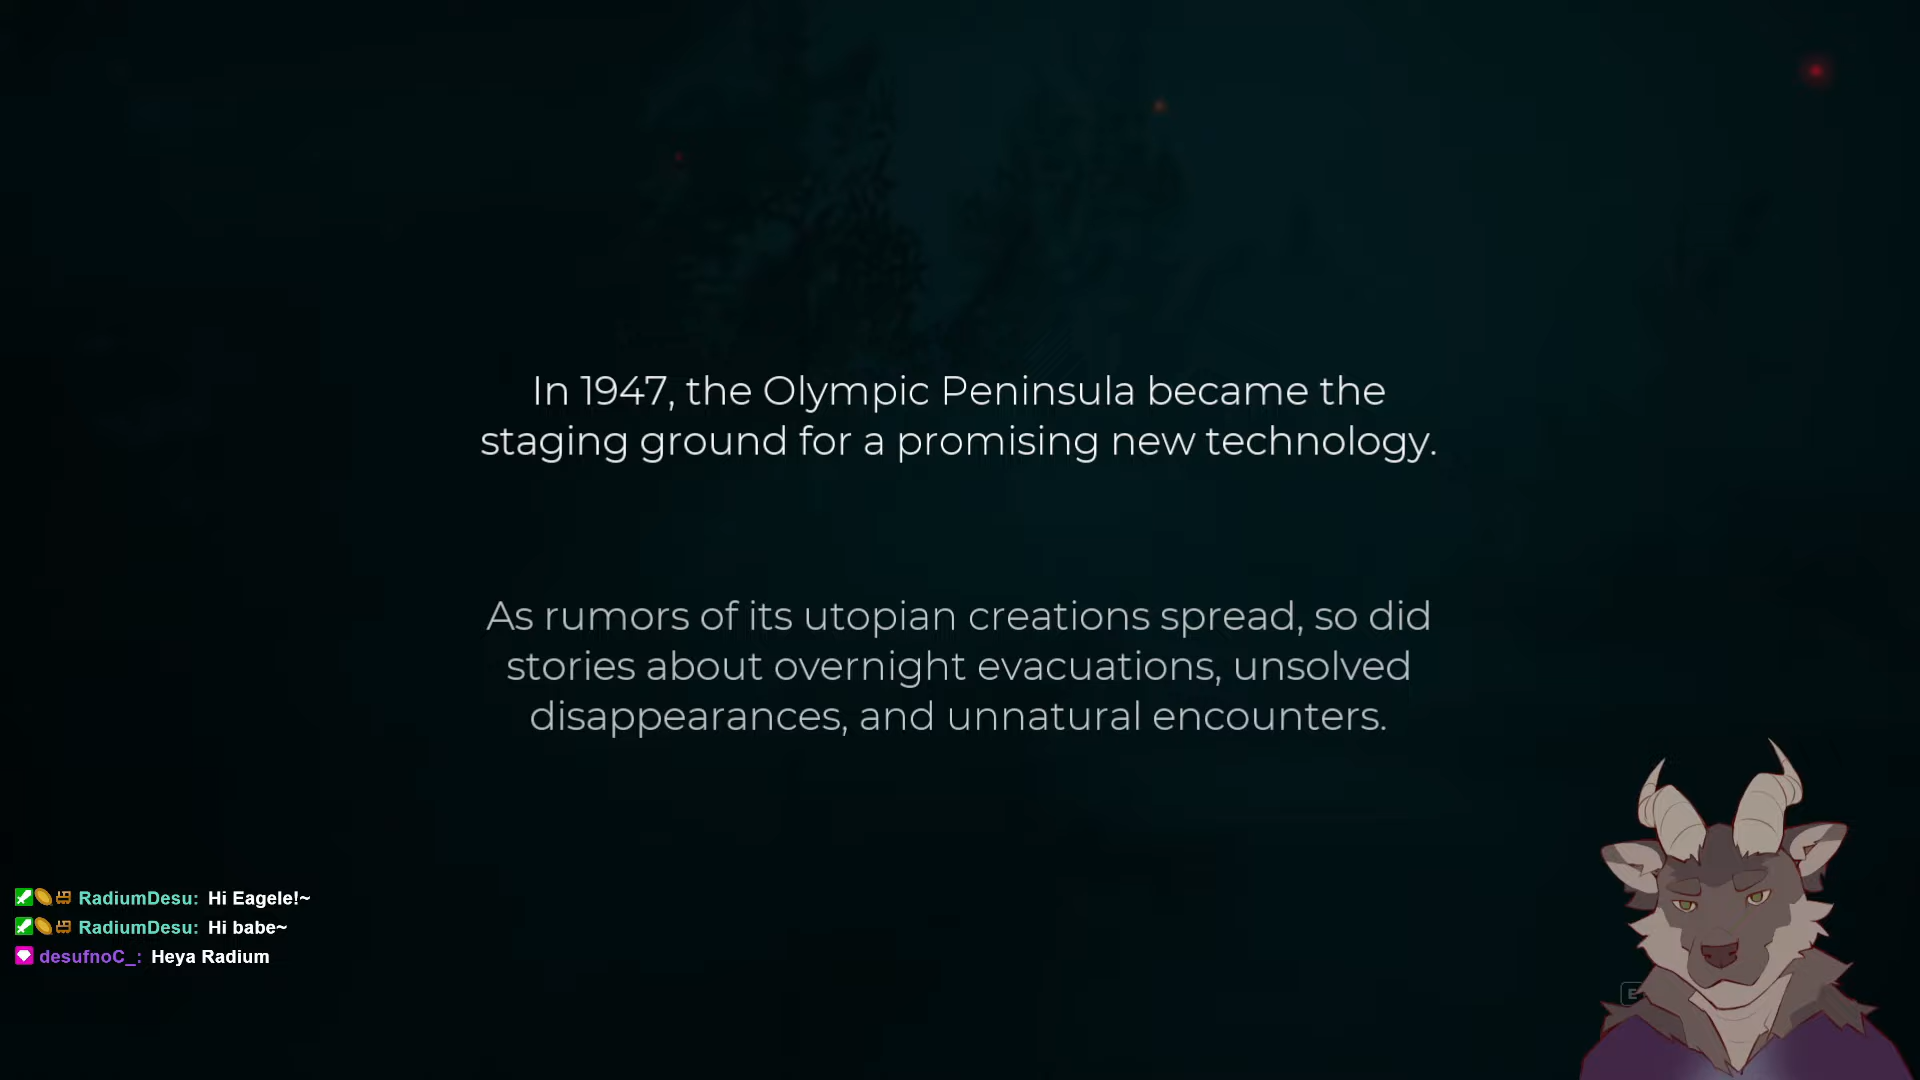 In 1947, the Olympic Peninsula became the
staging ground for a promising new technology.
As rumors of its utopian creations spread, so did
stories about overnight evacuations, unsolved
disappearances, and unnatural encounters.
RadiumDesu: Hi Eagele!~
RadiumDesu: Hi babe~
desufnoC_: Heya Radium
E